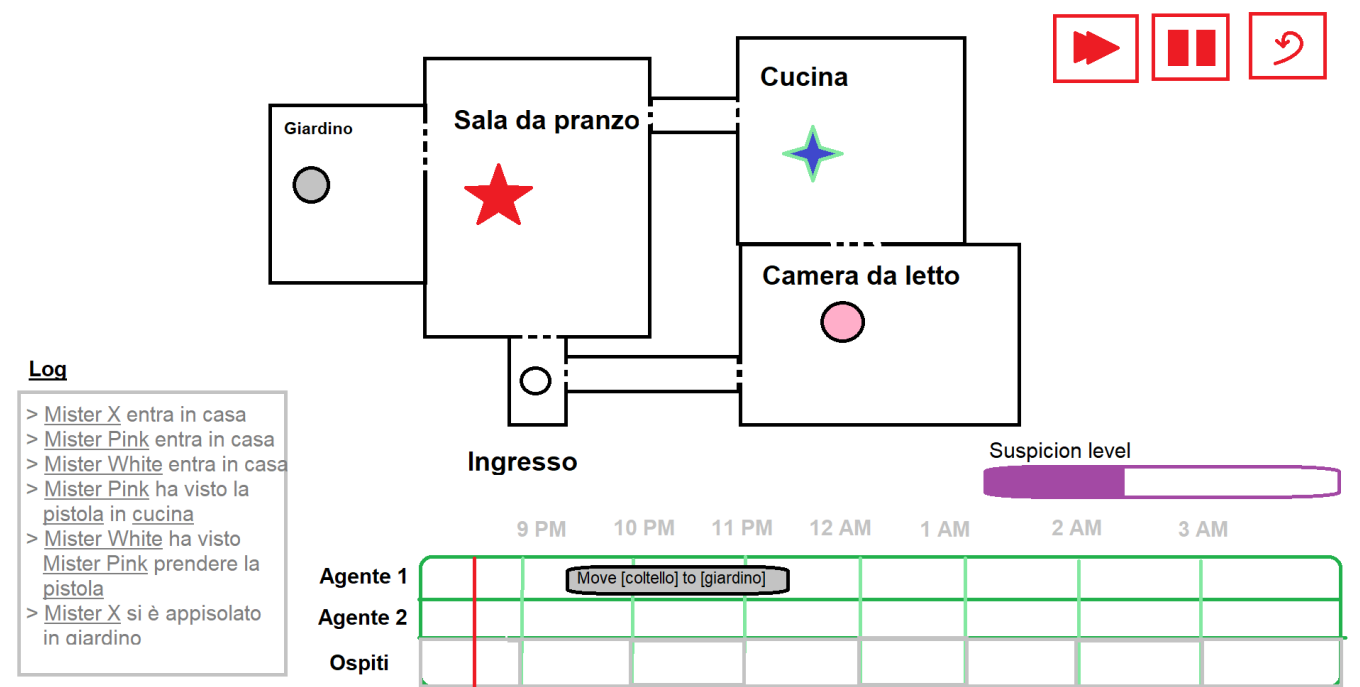 Cucina
Sala da pranzo
Giardino
Camera da letto
Log
> Mister X entra in casa
> Mister Pink entra in casa
> Mister White entra in casa
> Mister Pink ha visto la
pistola in cucina
> Mister White ha visto
Mister Pink prendere la
pistola
> Mister X si è appisolato
in giardino
Ingresso
Suspicion level
9 PM 10 PM 11 PM 12 AM 1 AM 2 AM 3 AM
Agente 1 Move [coltello] to [giardino]
Agente 2
Ospiti